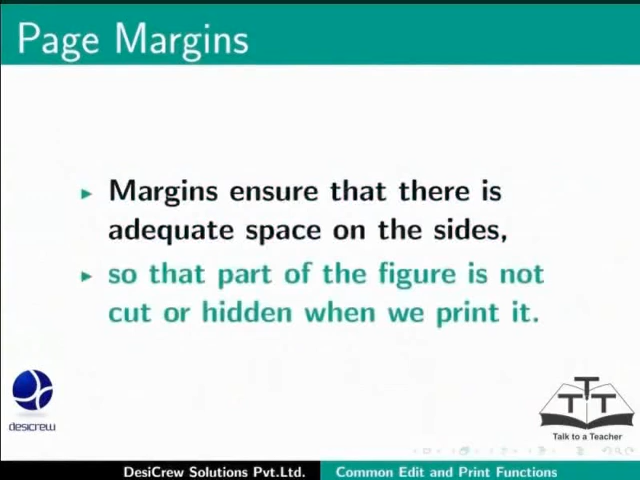 Page Margins
Margins ensure that there is
adequate space on the sides,
so that part of the figure is not
cut or hidden when we print it.
desicrew
TTT
Talk to a Teacher
DesiCrew Solutions Pvt.Ltd. Common Edit and Print Functions